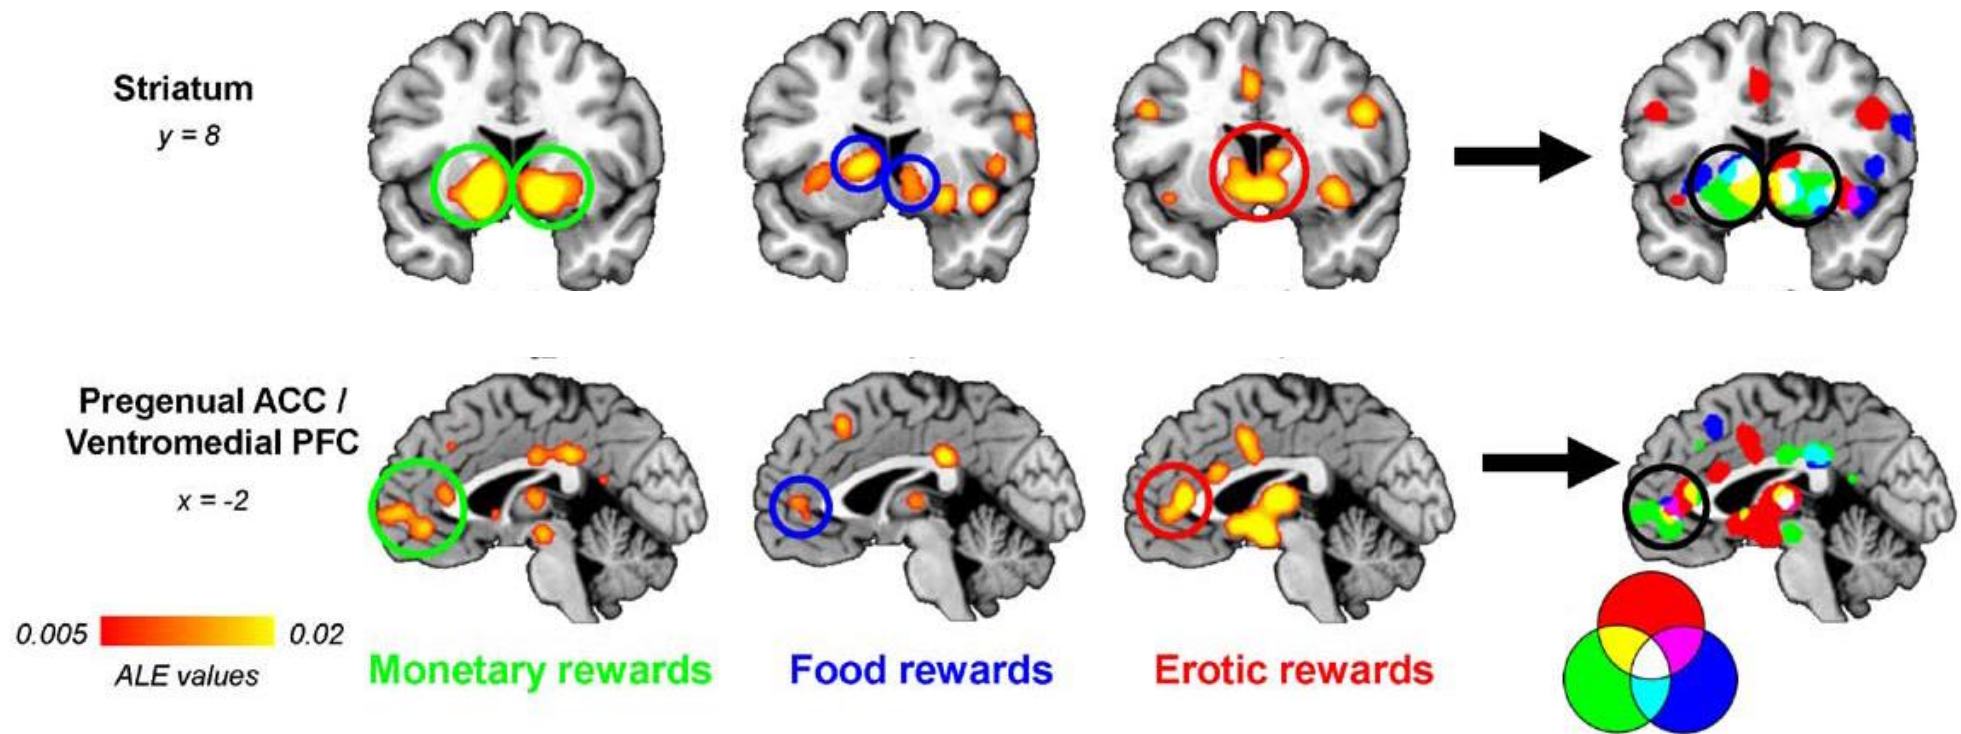 Striatum
y = 8
Pregenual ACC /
Ventromedial PFC
x = -2
0.005
0.02
ALE values
Monetary rewards
Food rewards
Erotic rewards